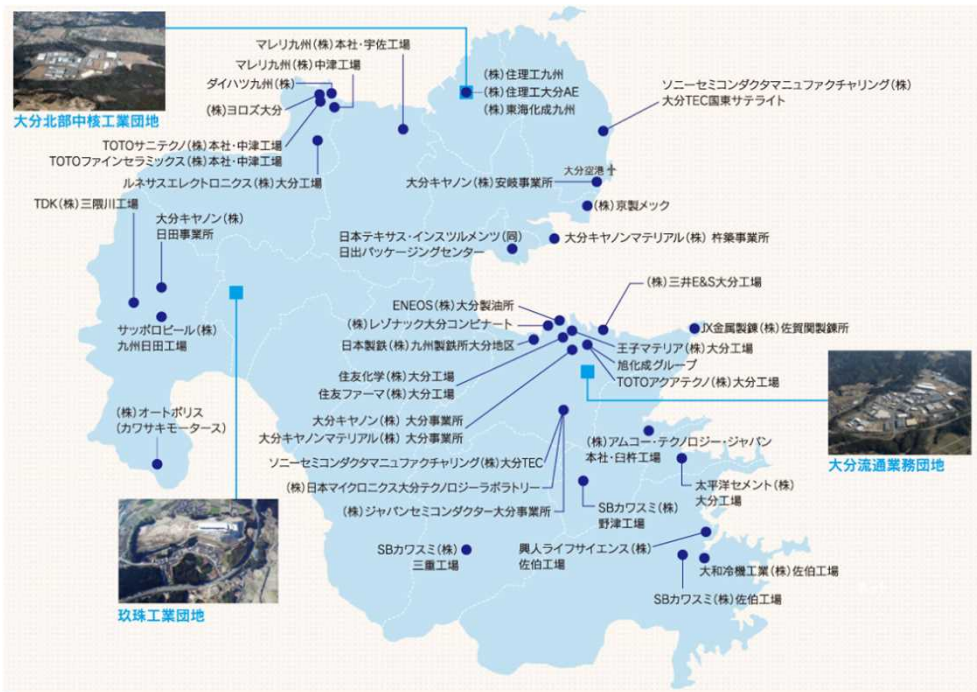 マレリ九州(株)本社・宇佐工場
マレリ九州(株)中津工場
ダイハツ九州(株)
(株)ヨロズ大分
大分北部中核工業団地
(株)住理工九州
(株)住理工大分AE
(株)東海化成九州
ソニーセミコンダクタマニュファクチャリング(株)
大分TEC国東サテライト
TOTOサニテクノ(株)本社・中津工場
TOTOファインセラミックス(株)本社・中津工場
ルネサスエレクトロニクス(株)大分工場
大分空港
大分キヤノン(株)安岐事業所
TDK(株)三隈川工場
(株)京製メック
大分キヤノン(株)
日田事業所
日本テキサス・インスツルメンツ(同)
日出パッケージングセンター
大分キヤノンマテリアル(株) 杵築事業所
(株)三井E&S大分工場
ENEOS(株)大分製油所
(株)レゾナック大分コンビナート
日本製鉄(株)九州製鉄所大分地区
JX金属製錬(株)佐賀関製錬所
サッポロビール(株)
九州日田工場
王子マテリア(株)大分工場
旭化成グループ
TOTOアクアテクノ(株)大分工場
住友化学(株)大分工場
住友ファーマ(株)大分工場
(株)オートポリス
(カワサキモータース)
大分キヤノン(株) 大分事業所
大分キヤノンマテリアル(株) 大分事業所
(株)アムコー・テクノロジー・ジャパン
本社・臼杵工場
大分流通業務団地
ソニーセミコンダクタマニュファクチャリング(株)大分TEC
(株)日本マイクロニクス大分テクノロジーラボラトリー
(株)ジャパンセミコンダクター大分事業所
太平洋セメント(株)
大分工場
SBカワスミ(株)
野津工場
SBカワスミ(株)
三重工場
興人ライフサイエンス(株)
佐伯工場
大和冷機工業(株)佐伯工場
SBカワスミ(株)佐伯工場
玖珠工業団地